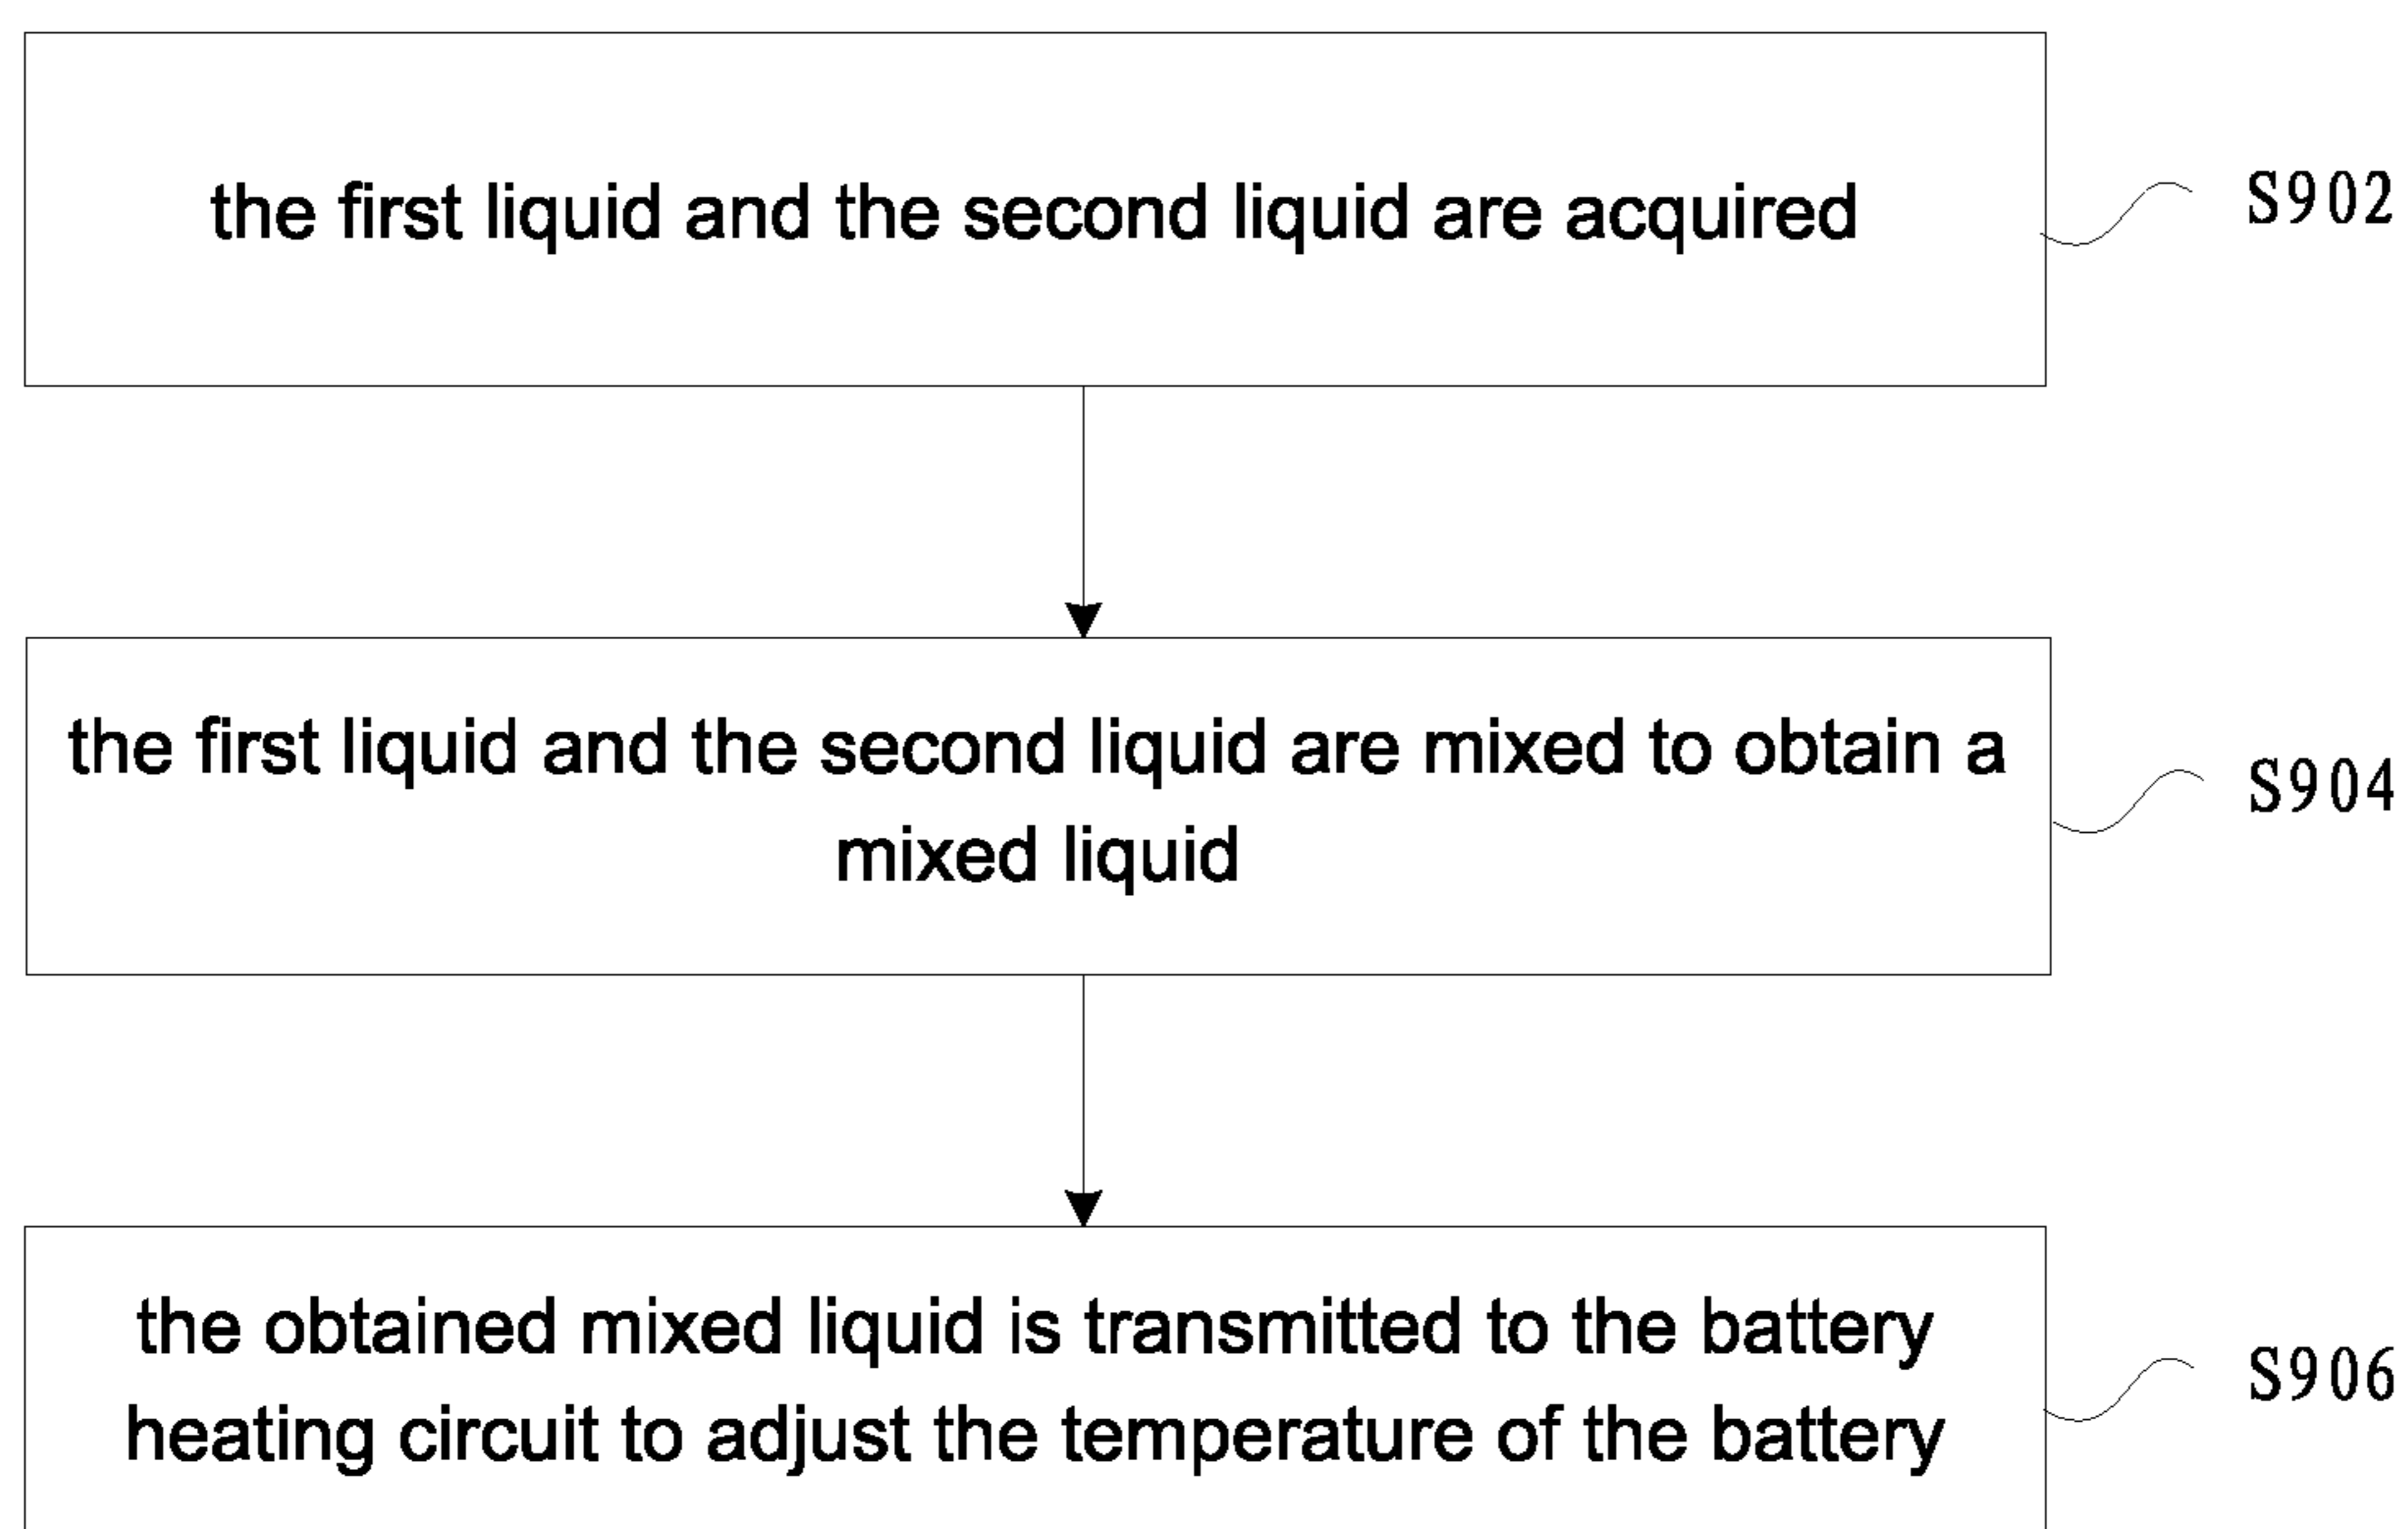 the first liquid and the second liquid are acquired
S902
the first liquid and the second liquid are mixed to obtain a
mixed liquid
S904
the obtained mixed liquid is transmitted to the battery
heating circuit to adjust the temperature of the battery
S906